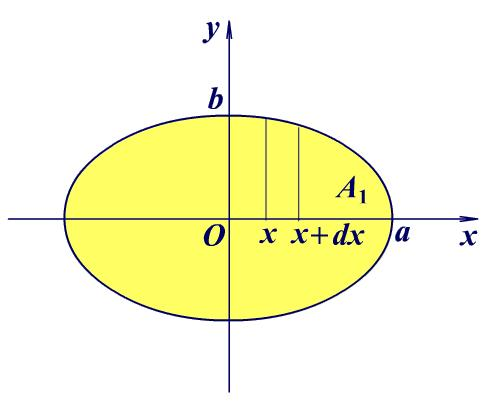 y
b
A₁
O x x+dx a x